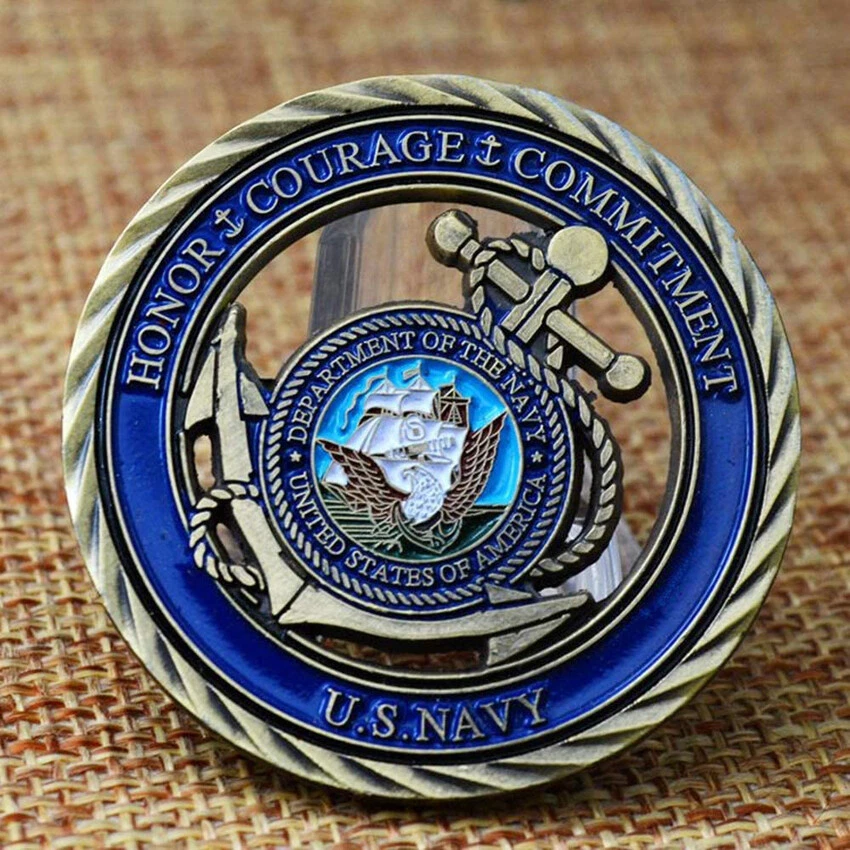 HONOR COURAGE COMMITMENT
DEPARTMENT OF THE NAVY
UNITED STATES OF AMERICA
U.S.NAVY